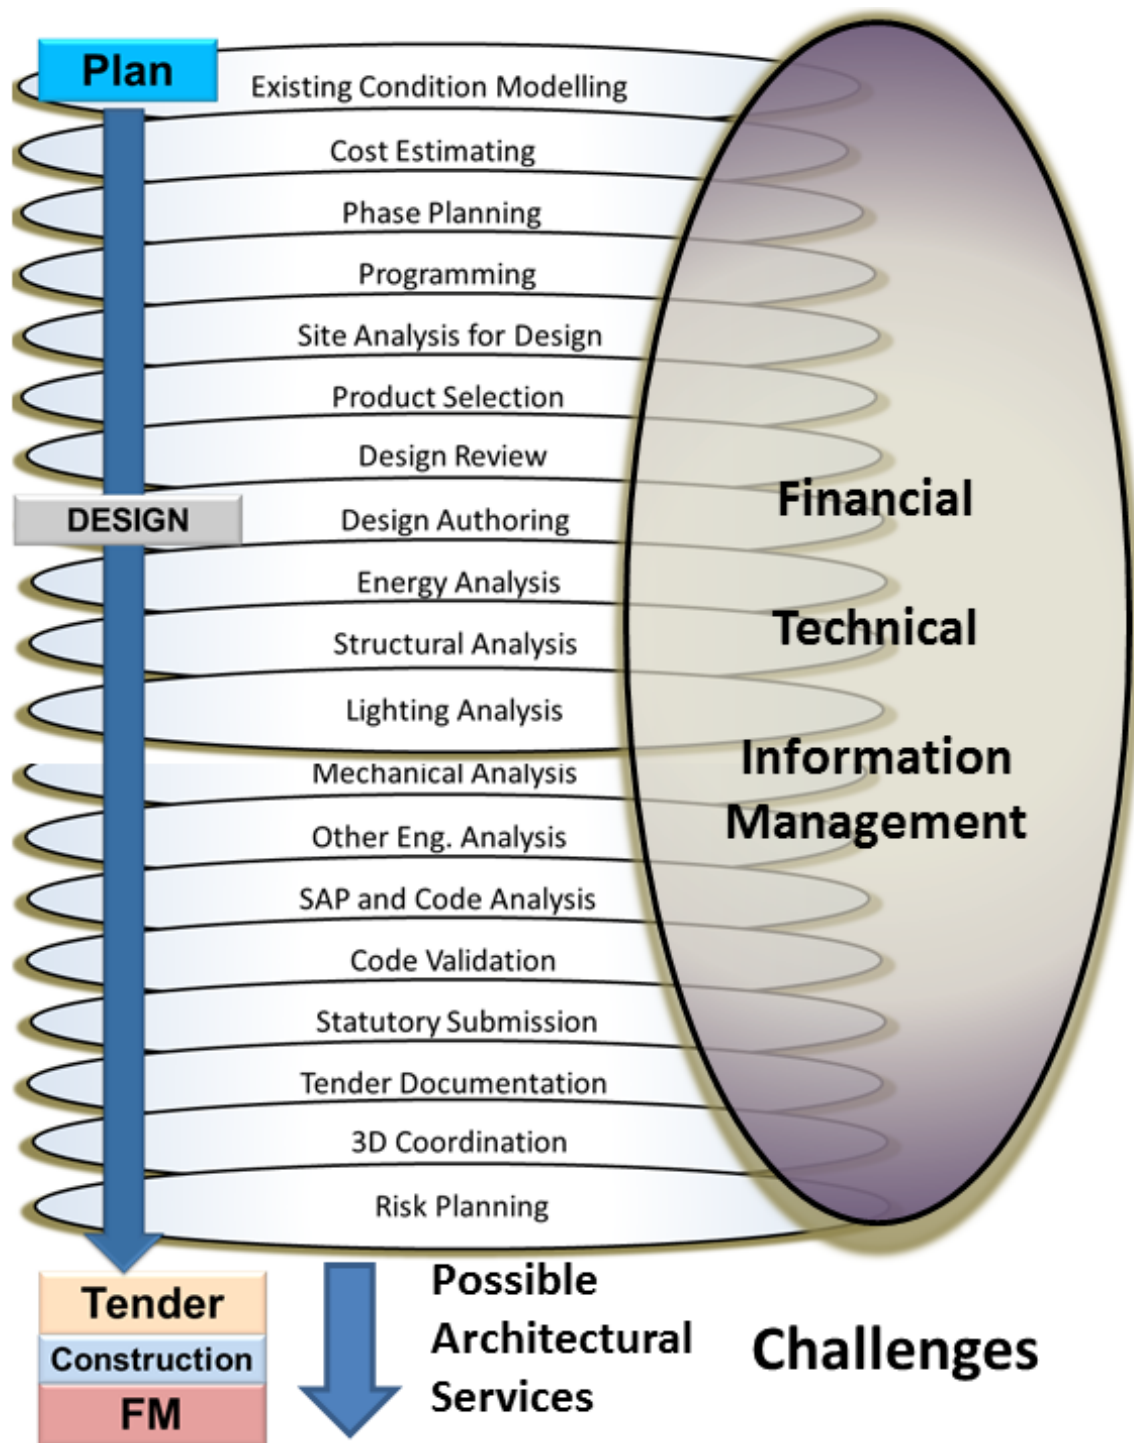 Plan
Existing Condition Modelling
Cost Estimating
Phase Planning
Programming
Site Analysis for Design
Product Selection
Design Review
DESIGN
Design Authoring
Energy Analysis
Structural Analysis
Lighting Analysis
Mechanical Analysis
Other Eng. Analysis
SAP and Code Analysis
Code Validation
Statutory Submission
Tender Documentation
3D Coordination
Risk Planning
Financial
Technical
Information
Management
Tender
Construction
FM
Possible
Architectural
Services
Challenges